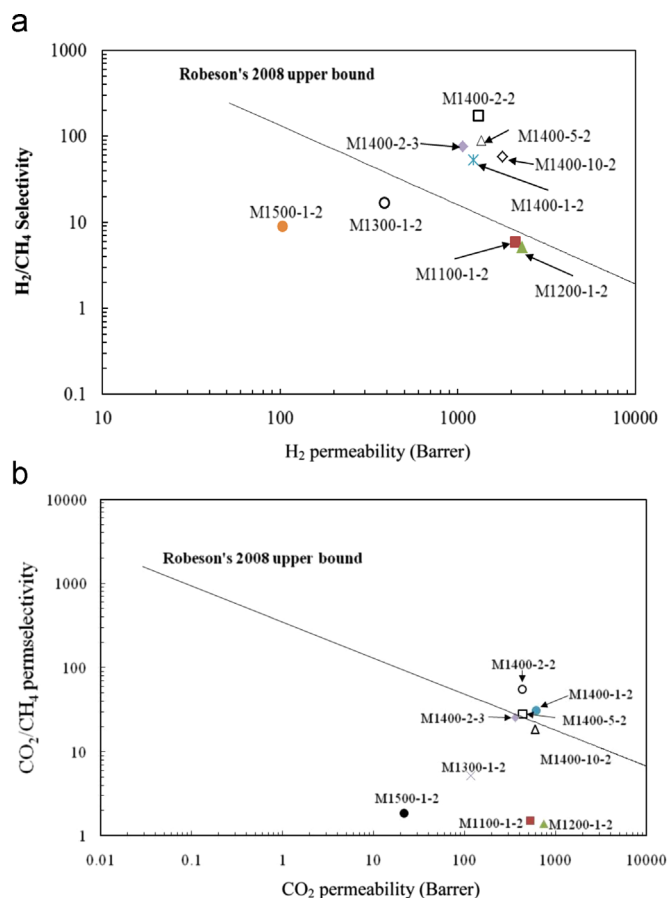 a
1000
Robeson's 2008 upper bound
M1400-2-2
M1400-5-2
100
M1400-2-3
M1400-10-2
M1400-1-2
M1500-1-2
M1300-1-2
10
M1100-1-2
M1200-1-2
1
0.1
10 100 1000 10000
H2/CH4 Selectivity
H2 permeability (Barrer)
b
10000
Robeson's 2008 upper bound
1000
100
M1400-2-2
M1400-1-2
M1400-2-3
M1400-5-2
M1400-10-2
10
M1300-1-2
M1500-1-2
M1100-1-2
M1200-1-2
1
0.01 0.1 1 10 100 1000 10000
CO2/CH4 permselectivity
CO2 permeability (Barrer)